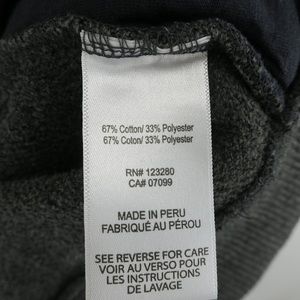 67% Cotton/ 33% Polyester
67% Coton/ 33% Polyester
RN# 123280
CA# 07099
MADE IN PERU
FABRIQUÉ AU PÉROU
SEE REVERSE FOR CARE
VOIR AU VERSO POUR
LES INSTRUCTIONS
DE LAVAGE